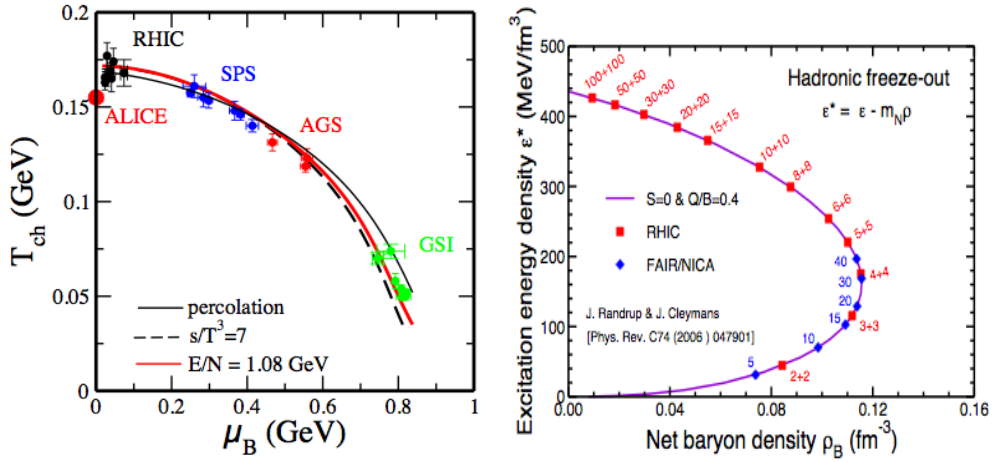 T_ch (GeV)
0.2
0.15
0.1
0.05
0
0
0.2
0.4
0.6
0.8
1
μ_B (GeV)
RHIC
ALICE
SPS
AGS
GSI
percolation
s/T³=7
E/N = 1.08 GeV
Excitation energy density ε* (MeV/fm³)
500
400
300
200
100
0
0.00
0.04
0.08
0.12
0.16
Net baryon density ρ_B (fm⁻³)
Hadronic freeze-out
ε* = ε - m_Nρ
100+100
50+50
30+30
20+20
15+15
10+10
8+8
6+6
5+5
40
4+4
30
20
15
3+3
10
5
2+2
S=0 & Q/B=0.4
RHIC
FAIR/NICA
J. Randrup & J. Cleymans
[Phys. Rev. C74 (2006 ) 047901]